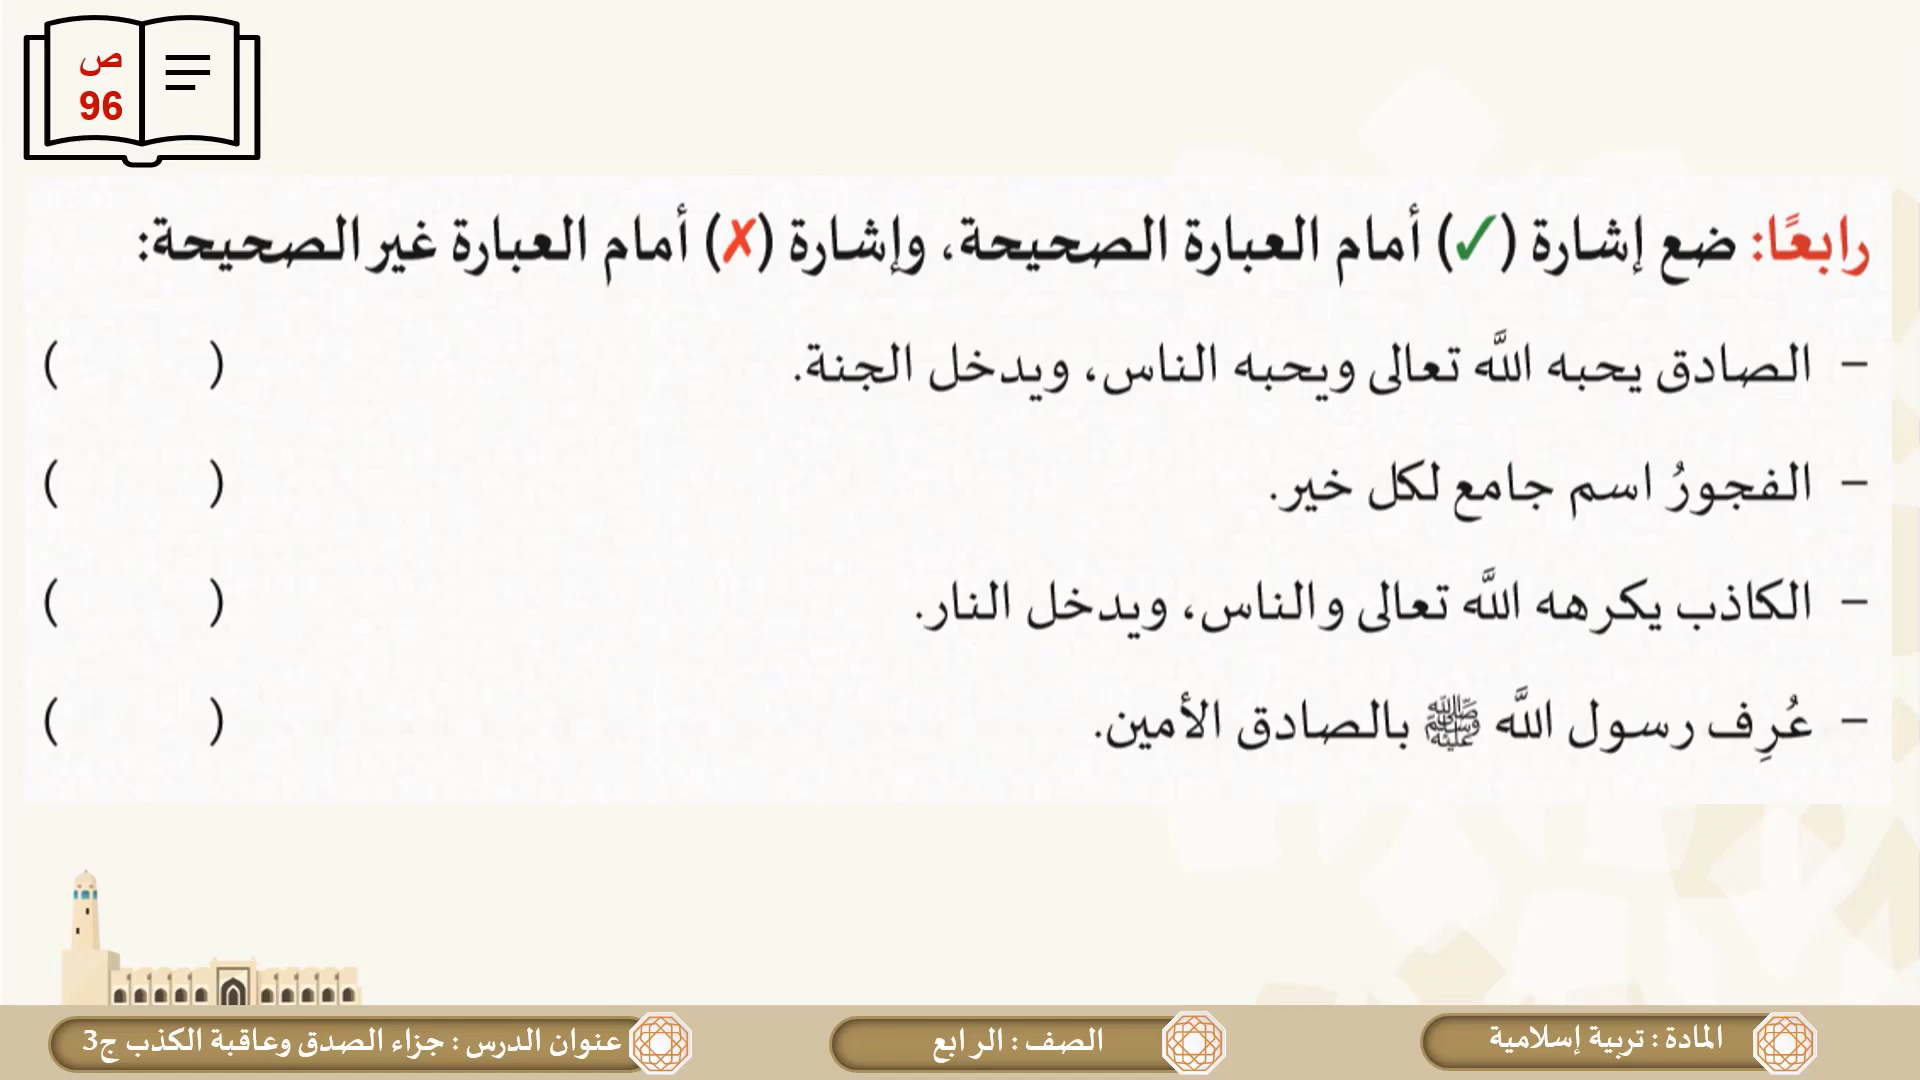 ص
96
رابعًا: ضع إشارة (✓) أمام العبارة الصحيحة، وإشارة (✗) أمام العبارة غير الصحيحة:
– الصادق يحبه الله تعالى ويحبه الناس، ويدخل الجنة. ( )
– الفجورُ اسم جامع لكل خير. ( )
– الكاذب يكرهه الله تعالى والناس، ويدخل النار. ( )
– عُرِف رسول الله ﷺ بالصادق الأمين. ( )
المادة : تربية إسلامية
الصف : الرابع
عنوان الدرس : جزاء الصدق وعاقبة الكذب ج3